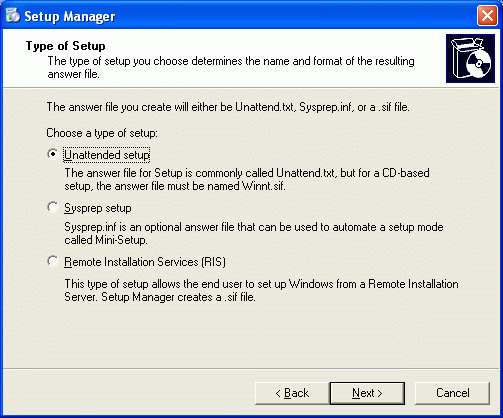 Setup Manager
Type of Setup
The type of setup you choose determines the name and format of the resulting
answer file.
The answer file you create will either be Unattend.txt, Sysprep.inf, or a .sif file.
Choose a type of setup:
Unattended setup
The answer file for Setup is commonly called Unattend.txt, but for a CD-based
setup, the answer file must be named Winnt.sif.
Sysprep setup
Sysprep.inf is an optional answer file that can be used to automate a setup mode
called Mini-Setup.
Remote Installation Services (RIS)
This type of setup allows the end user to set up Windows from a Remote Installation
Server. Setup Manager creates a .sif file.
< Back
Next >
Cancel